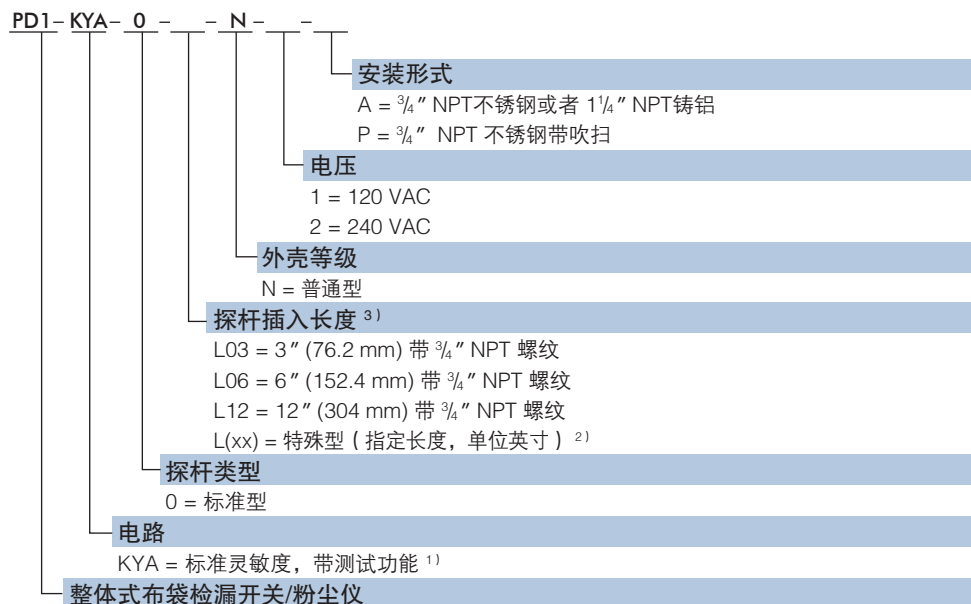 PD1– KYA– 0 – – N – –
安装形式
A = ¾″ NPT不锈钢或者 1¼″ NPT铸铝
P = ¾″ NPT 不锈钢带吹扫
电压
1 = 120 VAC
2 = 240 VAC
外壳等级
N = 普通型
探杆插入长度 ³⁾
L03 = 3″ (76.2 mm) 带 ¾″ NPT 螺纹
L06 = 6″ (152.4 mm) 带 ¾″ NPT 螺纹
L12 = 12″ (304 mm) 带 ¾″ NPT 螺纹
L(xx) = 特殊型（指定长度，单位英寸） ²⁾
探杆类型
0 = 标准型
电路
KYA = 标准灵敏度，带测试功能 ¹⁾
整体式布袋检漏开关/粉尘仪